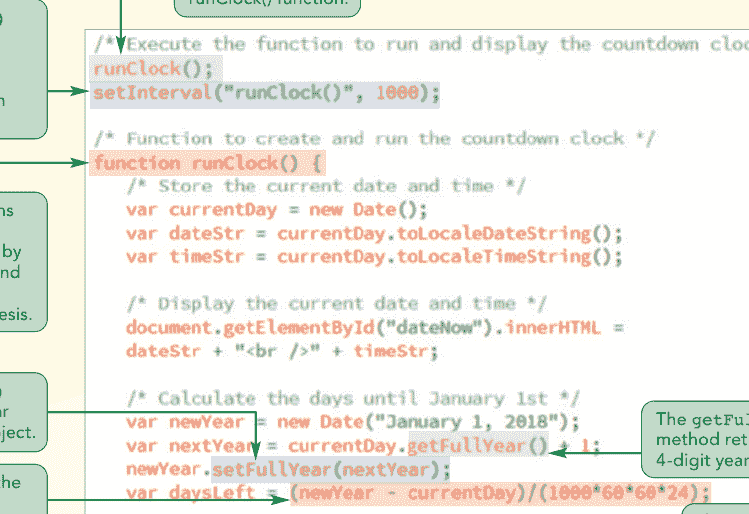 runClock() function.
/* Execute the function to run and display the countdown cloc
runClock();
setInterval("runClock()", 1000);
/* Function to create and run the countdown clock */
function runClock() {
/* Store the current date and time */
var currentDay = new Date();
var dateStr = currentDay.toLocaleDateString();
var timeStr = currentDay.toLocaleTimeString();
/* Display the current date and time */
document.getElementById("dateNow").innerHTML =
dateStr + "<br />" + timeStr;
/* Calculate the days until January 1st */
var newYear = new Date("January 1, 2018");
var nextYear = currentDay.getFullYear() + 1;
newYear.setFullYear(nextYear);
var daysLeft = (newYear - currentDay)/(1000*60*60*24);
by
esis.
ject.
the
The getFul
method ret
4-digit year